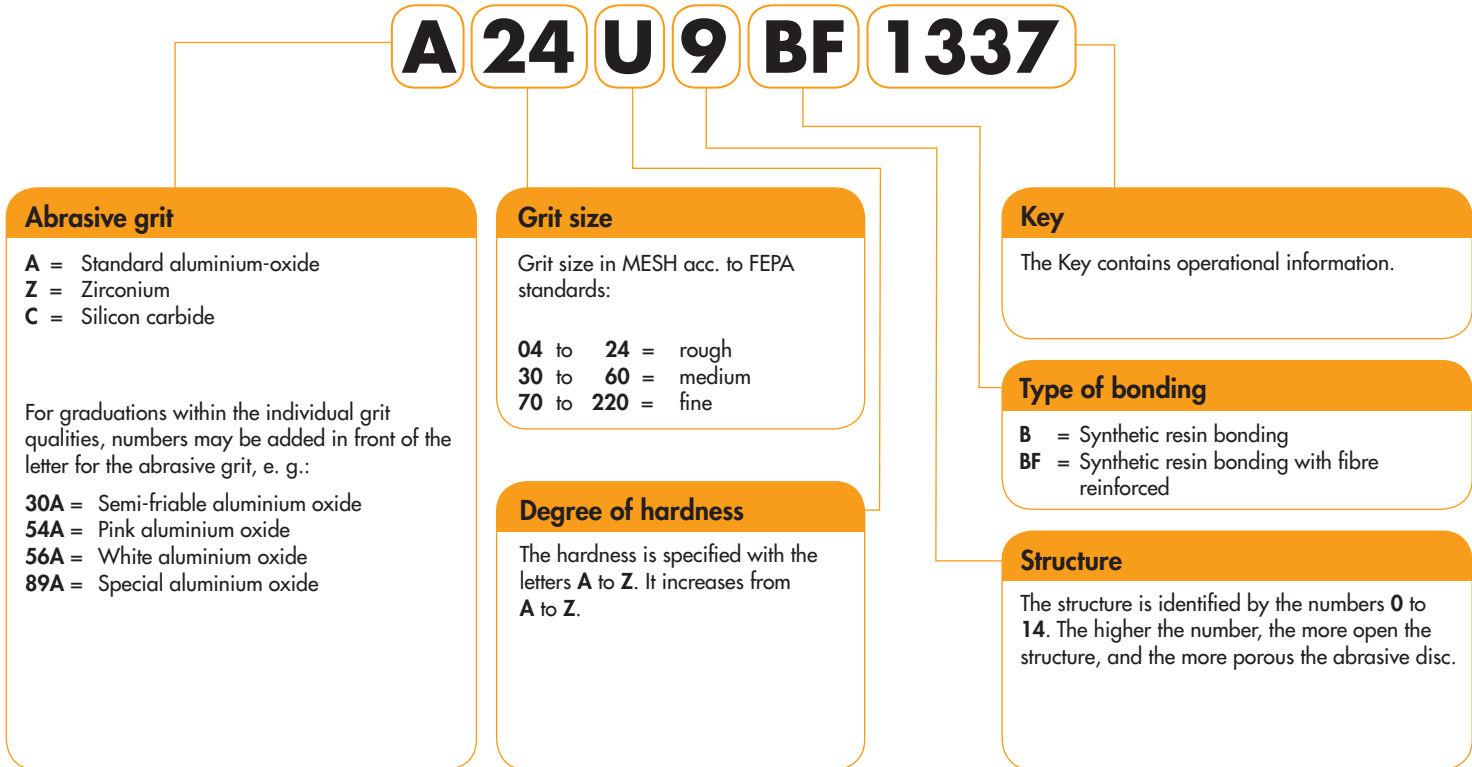 A 24 U 9 BF 1337
Abrasive grit
A = Standard aluminium-oxide
Z = Zirconium
C = Silicon carbide
For graduations within the individual grit
qualities, numbers may be added in front of the
letter for the abrasive grit, e. g.:
30A = Semi-friable aluminium oxide
54A = Pink aluminium oxide
56A = White aluminium oxide
89A = Special aluminium oxide
Grit size
Grit size in MESH acc. to FEPA
standards:
04 to 24 = rough
30 to 60 = medium
70 to 220 = fine
Degree of hardness
The hardness is specified with the
letters A to Z. It increases from
A to Z.
Key
The Key contains operational information.
Type of bonding
B = Synthetic resin bonding
BF = Synthetic resin bonding with fibre
reinforced
Structure
The structure is identified by the numbers 0 to
14. The higher the number, the more open the
structure, and the more porous the abrasive disc.